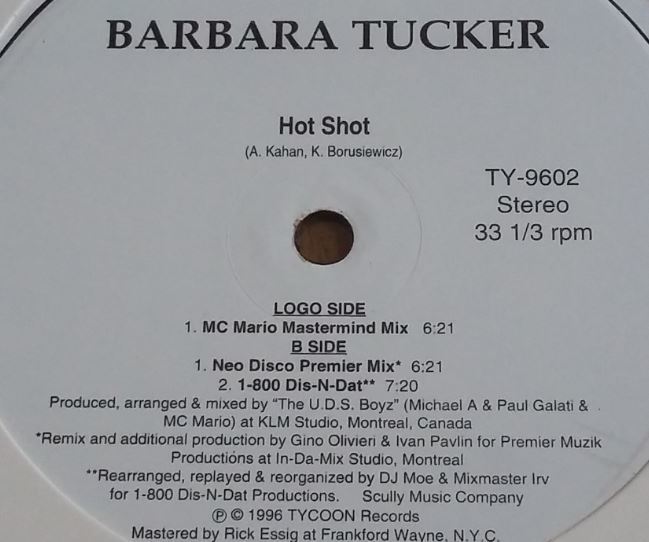 BARBARA TUCKER
Hot Shot
(A. Kahan, K. Borusiewicz)
TY-9602
Stereo
33 1/3 rpm
LOGO SIDE
1. MC Mario Mastermind Mix 6:21
B SIDE
1. Neo Disco Premier Mix* 6:21
2. 1-800 Dis-N-Dat** 7:20
Produced, arranged & mixed by "The U.D.S. Boyz" (Michael A & Paul Galati &
MC Mario) at KLM Studio, Montreal, Canada
*Remix and additional production by Gino Olivieri & Ivan Pavlin for Premier Muzik
Productions at In-Da-Mix Studio, Montreal
**Rearranged, replayed & reorganized by DJ Moe & Mixmaster Irv
for 1-800 Dis-N-Dat Productions. Scully Music Company
℗ © 1996 TYCOON Records
Mastered by Rick Essig at Frankford Wayne, N.Y.C.